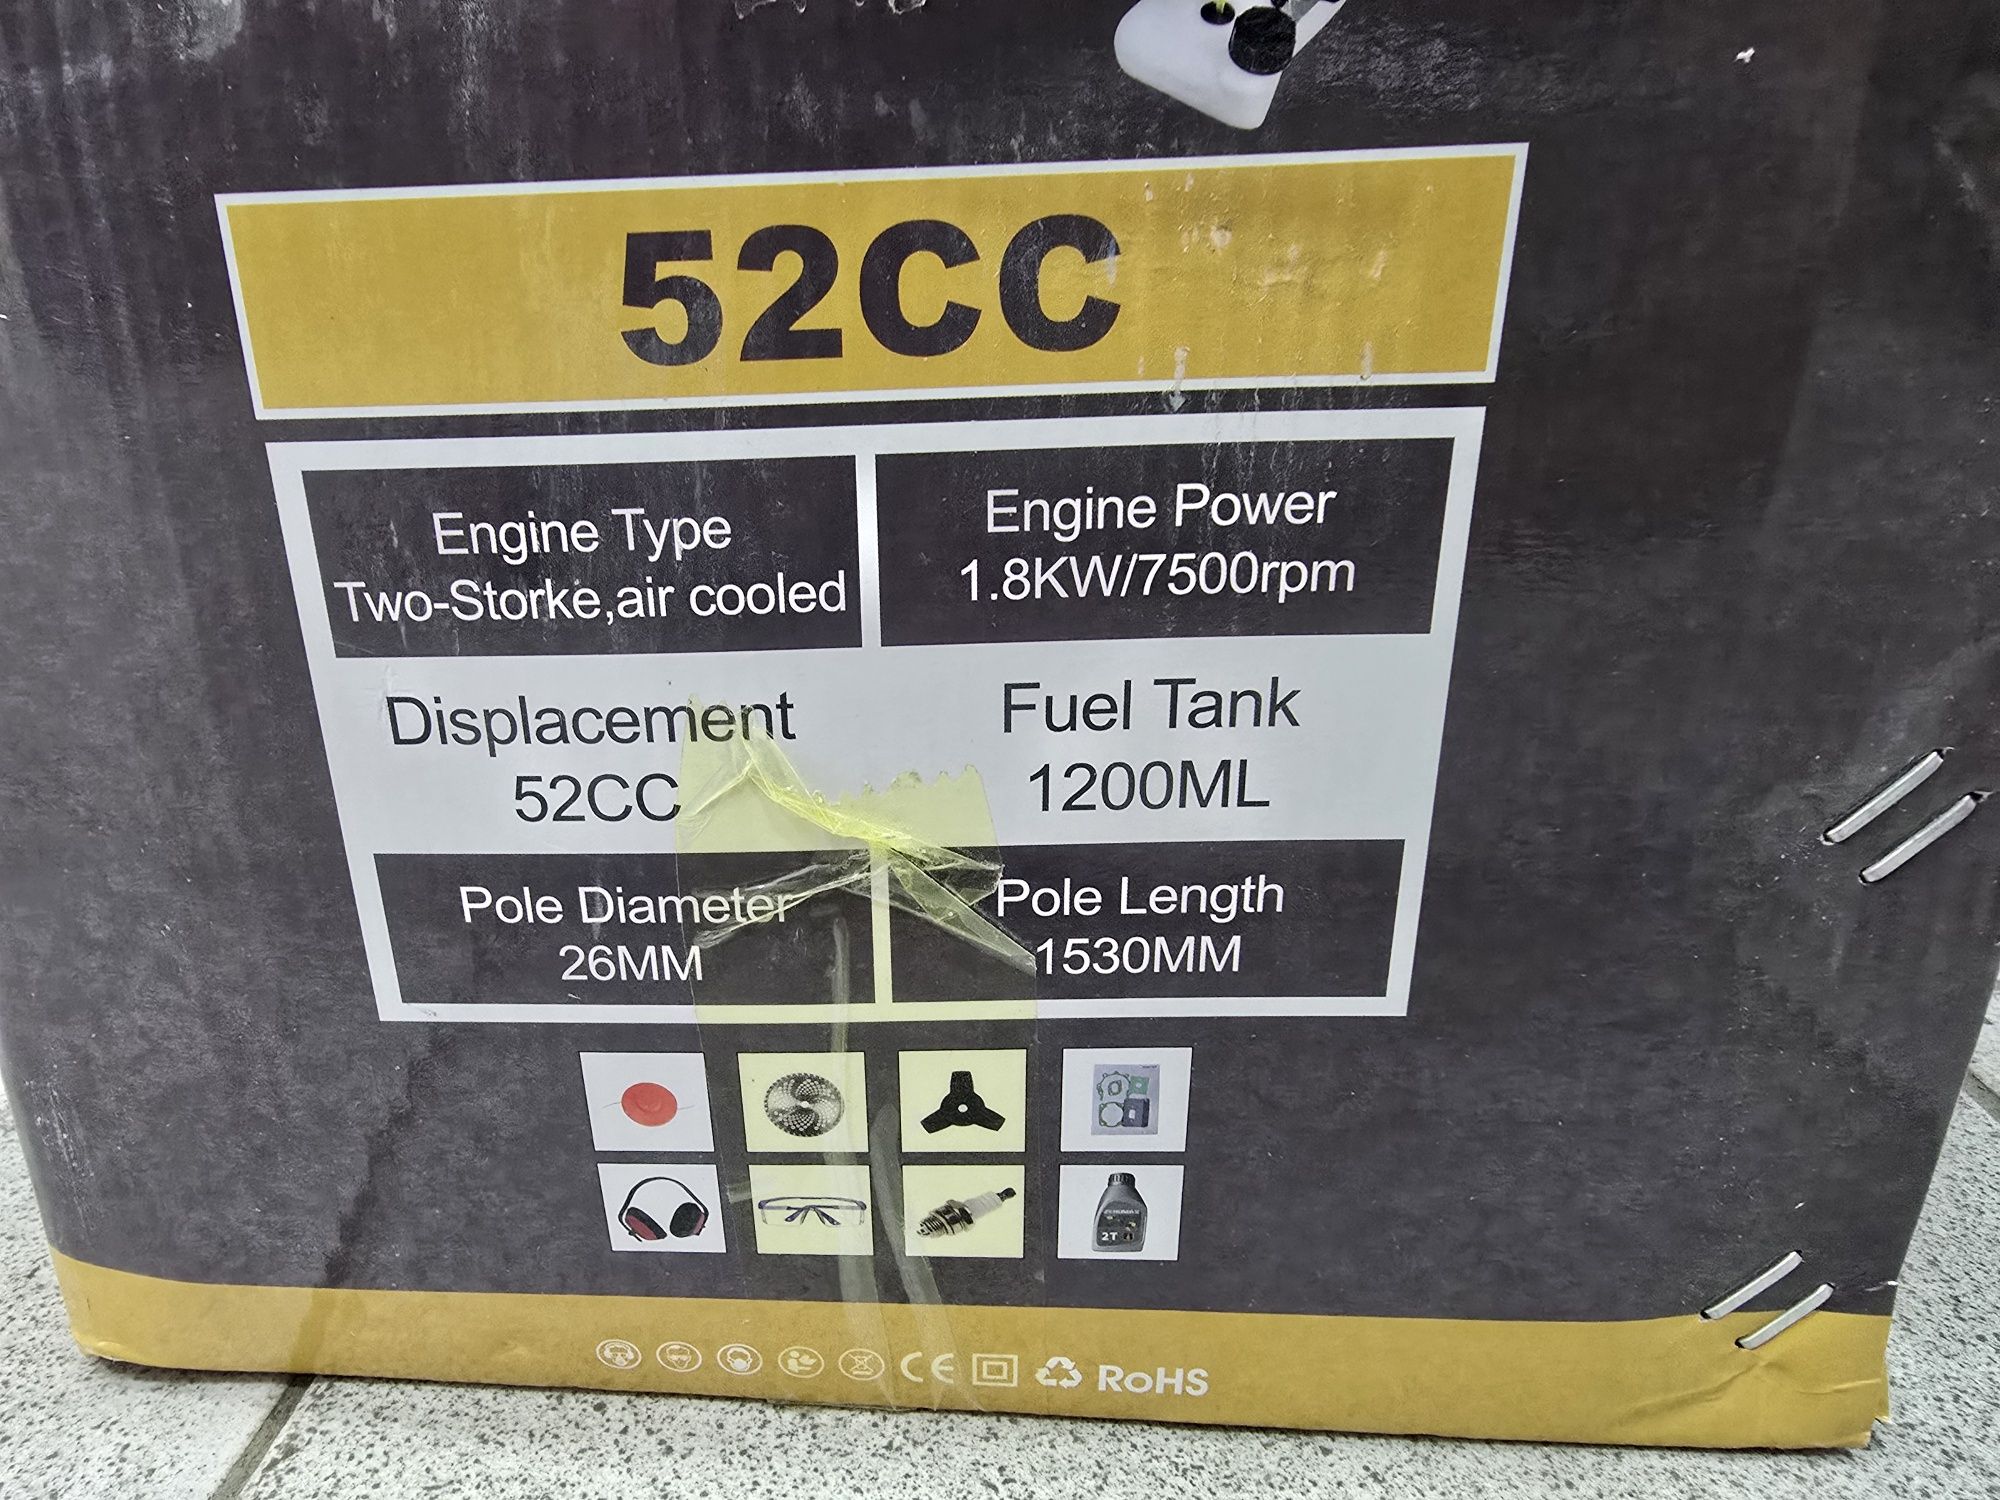 52CC
Engine Type
Two-Storke,air cooled
Engine Power
1.8KW/7500rpm
Displacement
52CC
Fuel Tank
1200ML
Pole Diameter
26MM
Pole Length
1530MM
2T
CE
RoHS